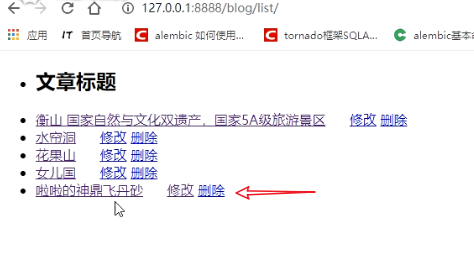 127.0.0.1:8888/blog/list/
应用 IT 首页导航 C alembic 如何使用... C tornado框架SQLA... C alembic基本
文章标题
衡山 国家自然与文化双遗产，国家5A级旅游景区 修改 删除
水帘洞 修改 删除
花果山 修改 删除
女儿国 修改 删除
啦啦的神鼎飞丹砂 修改 删除